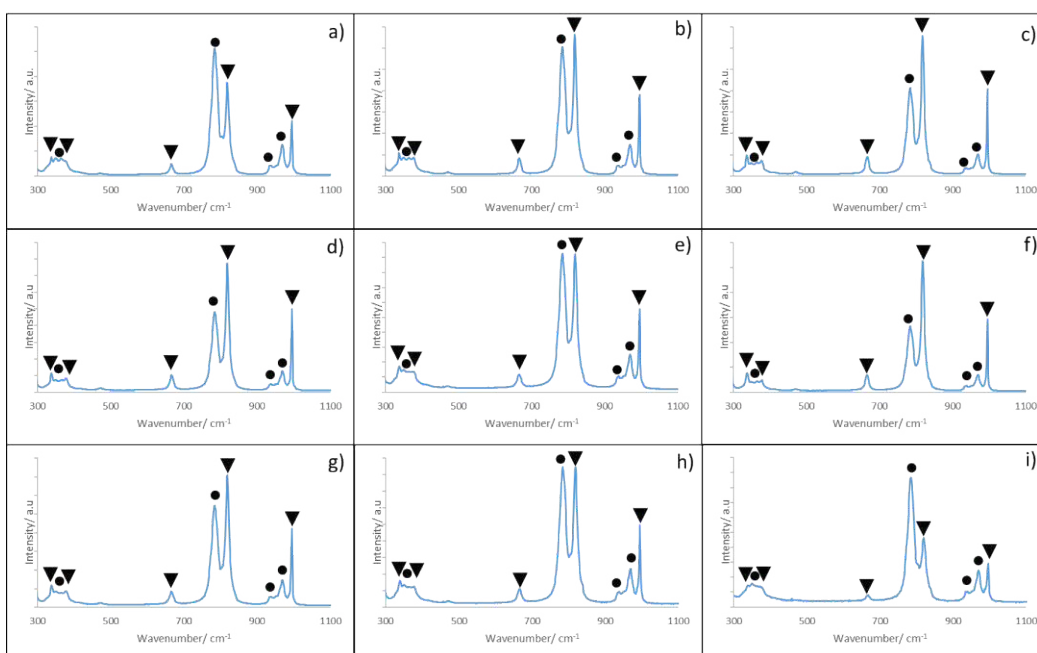 a)
Intensity/ a.u.
300 500 700 900 1100
Wavenumber/ cm-1
b)
Intensity/ a.u.
300 500 700 900 1100
Wavenumber/ cm-1
c)
Intensity/ a.u.
300 500 700 900 1100
Wavenumber/ cm-1
d)
Intensity/ a.u
300 500 700 900 1100
Wavenumber/ cm-1
e)
Intensity/ a.u
300 500 700 900 1100
Wavenumber/ cm-1
f)
Intensity/ a.u
300 500 700 900 1100
Wavenumber/ cm-1
g)
Intensity/ a.u
300 500 700 900 1100
Wavenumber/ cm-1
h)
Intensity/ a.u
300 500 700 900 1100
Wavenumber/ cm-1
i)
Intensity/ a.u
300 500 700 900 1100
Wavenumber/ cm-1